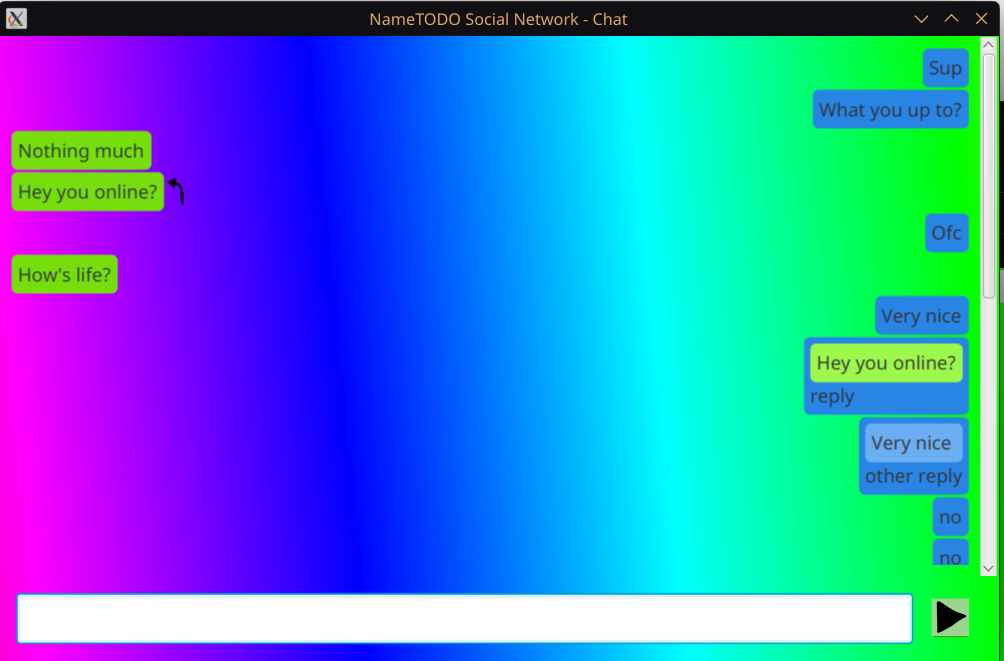 NameTODO Social Network - Chat
Sup
What you up to?
Nothing much
Hey you online?
Ofc
How's life?
Very nice
Hey you online?
reply
Very nice
other reply
no
no